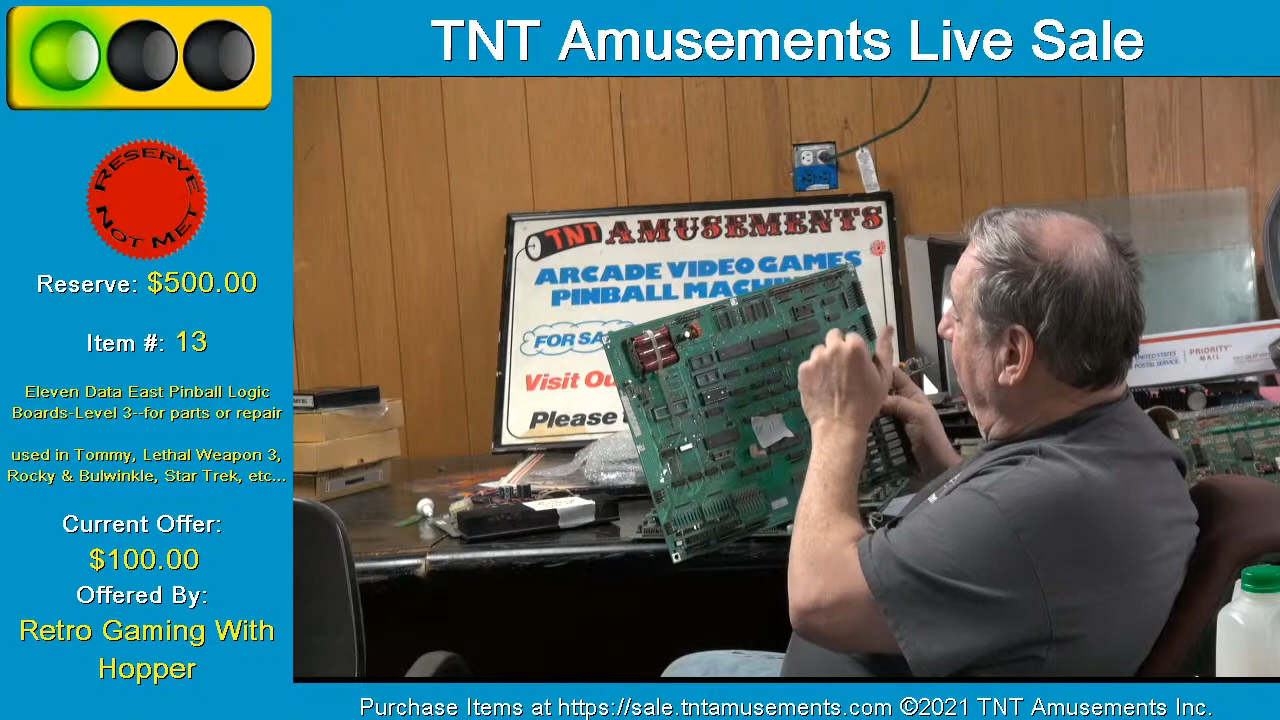 TNT Amusements Live Sale
RESERVE
NOT MET
Reserve: $500.00
Item #: 13
Eleven Data East Pinball Logic
Boards-Level 3--for parts or repair
used in Tommy, Lethal Weapon 3,
Rocky & Bulwinkle, Star Trek, etc...
Current Offer:
$100.00
Offered By:
Retro Gaming With
Hopper
TNT AMUSEMENTS
ARCADE VIDEO GAMES
PINBALL
FOR
Visit
Please
UNITED STATES
POSTAL SERVICE
PRIORITY
MAIL
Purchase Items at https://sale.tntamusements.com ©2021 TNT Amusements Inc.